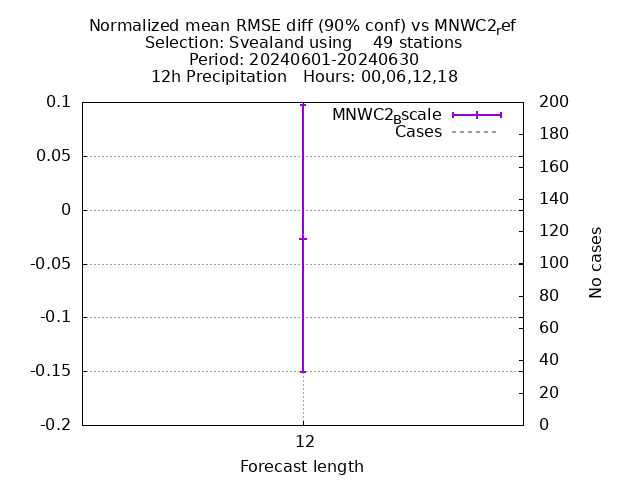 Normalized mean RMSE diff (90% conf) vs MNWC2ref
Selection: Svealand using    49 stations
Period: 20240601-20240630
12h Precipitation   Hours: 00,06,12,18
MNWC2Bscale
Cases
0.1
0.05
0
-0.05
-0.1
-0.15
-0.2
200
180
160
140
120
100
80
60
40
20
0
No cases
12
Forecast length